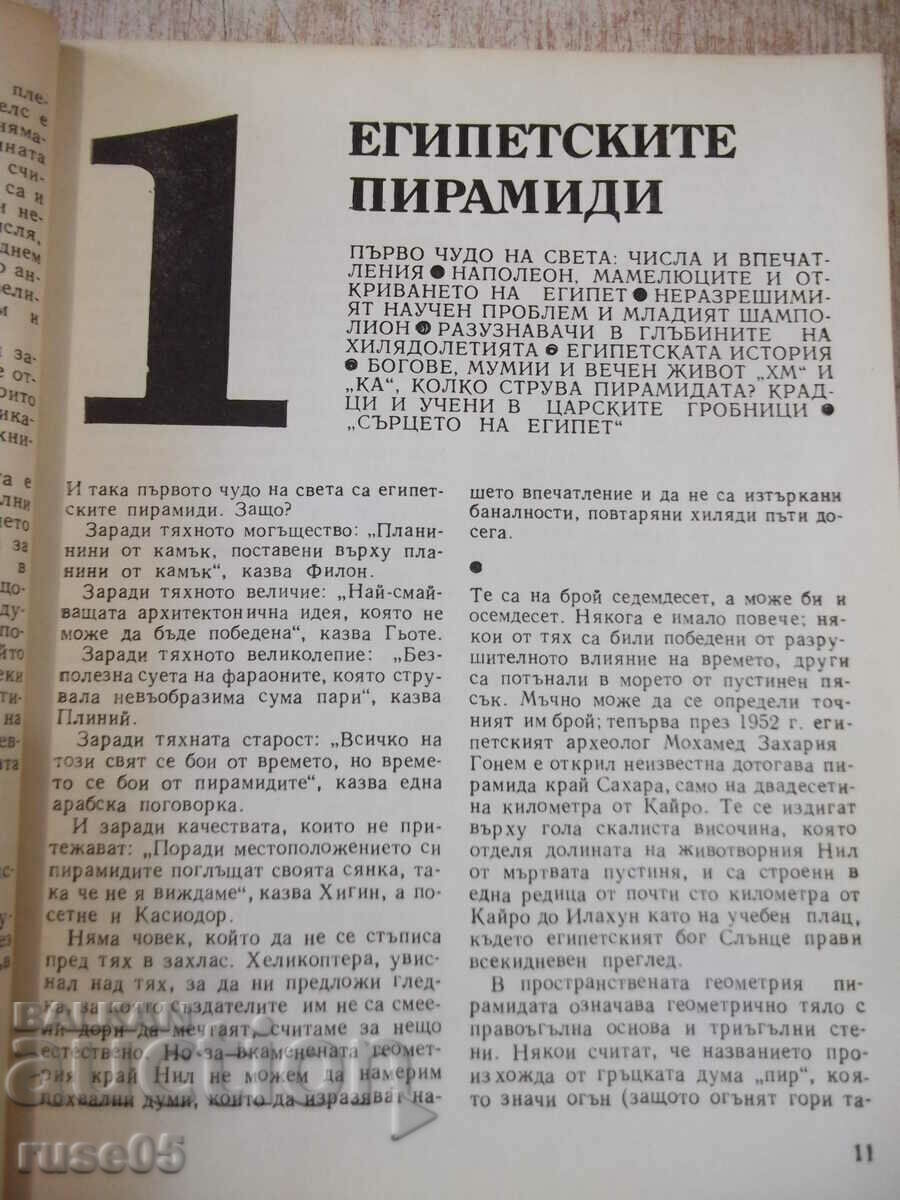 1
ЕГИПЕТСКИТЕ
ПИРАМИДИ
ПЪРВО ЧУДО НА СВЕТА: ЧИСЛА И ВПЕЧАТ-
ЛЕНИЯ ● НАПОЛЕОН, МАМЕЛЮЦИТЕ И ОТ-
КРИВАНЕТО НА ЕГИПЕТ ● НЕРАЗРЕШИМИ-
ЯТ НАУЧЕН ПРОБЛЕМ И МЛАДИЯТ ШАМПО-
ЛИОН ● РАЗУЗНАВАЧИ В ГЛЪБИНИТЕ НА
ХИЛЯДОЛЕТИЯТА ● ЕГИПЕТСКАТА ИСТОРИЯ
● БОГОВЕ, МУМИИ И ВЕЧЕН ЖИВОТ „ХМ“ И
„КА“, КОЛКО СТРУВА ПИРАМИДАТА? КРАД-
ЦИ И УЧЕНИ В ЦАРСКИТЕ ГРОБНИЦИ ●
„СЪРЦЕТО НА ЕГИПЕТ“
И така първото чудо на света са египет-
ските пирамиди. Защо?
Заради тяхното могъщество: „Плани-
нини от камък, поставени върху пла-
нини от камък“, казва Филон.
Заради тяхното величие: „Най-смай-
ващата архитектонична идея, която не
може да бъде победена“, казва Гьоте.
Заради тяхното великолепие: „Без-
полезна суета на фараоните, която стру-
вала невъобразима сума пари“, казва
Плиний.
Заради тяхната старост: „Всичко на
този свят се бои от времето, но време-
то се бои от пирамидите“, казва една
арабска поговорка.
И заради качествата, които не при-
тежават: „Поради местоположението си
пирамидите поглъщат своята сянка, та-
ка че не я виждаме“, казва Хигин, а по-
сетне и Касиодор.
Няма човек, който да не се стъписа
пред тях в захлас. Хеликоптера, увис-
нал над тях, за да ни предложи глед-
ка, за която създателите им не са смее-
ли дори да мечтаят, считаме за нещо
естествено. Но за вкаменената геомет-
рия край Нил не можем да намерим
похвални думи, които да изразяват на-
шето впечатление и да не са изтъркани
баналности, повтаряни хиляди пъти до-
сега.
●
Те са на брой седемдесет, а може би и
осемдесет. Някога е имало повече; ня-
кои от тях са били победени от разру-
шителното влияние на времето, други
са потънали в морето от пустинен пя-
сък. Мъчно може да се определи точ-
ният им брой; тепърва през 1952 г. еги-
петският археолог Мохамед Захария
Гонем е открил неизвестна дотогава пи-
рамида край Сахара, само на двадесети-
на километра от Кайро. Те се издигат
върху гола скалиста височина, която
отделя долината на животворния Нил
от мъртвата пустиня, и са строени в
една редица от почти сто километра от
Кайро до Илахун като на учебен плац,
където египетският бог Слънце прави
всекидневен преглед.
В пространствената геометрия пи-
рамидата означава геометрично тяло с
правоъгълна основа и триъгълни сте-
ни. Някои считат, че названието про-
изхожда от гръцката дума „пир“, коя-
то значи огън (защото огънят гори та-
11
ruse05